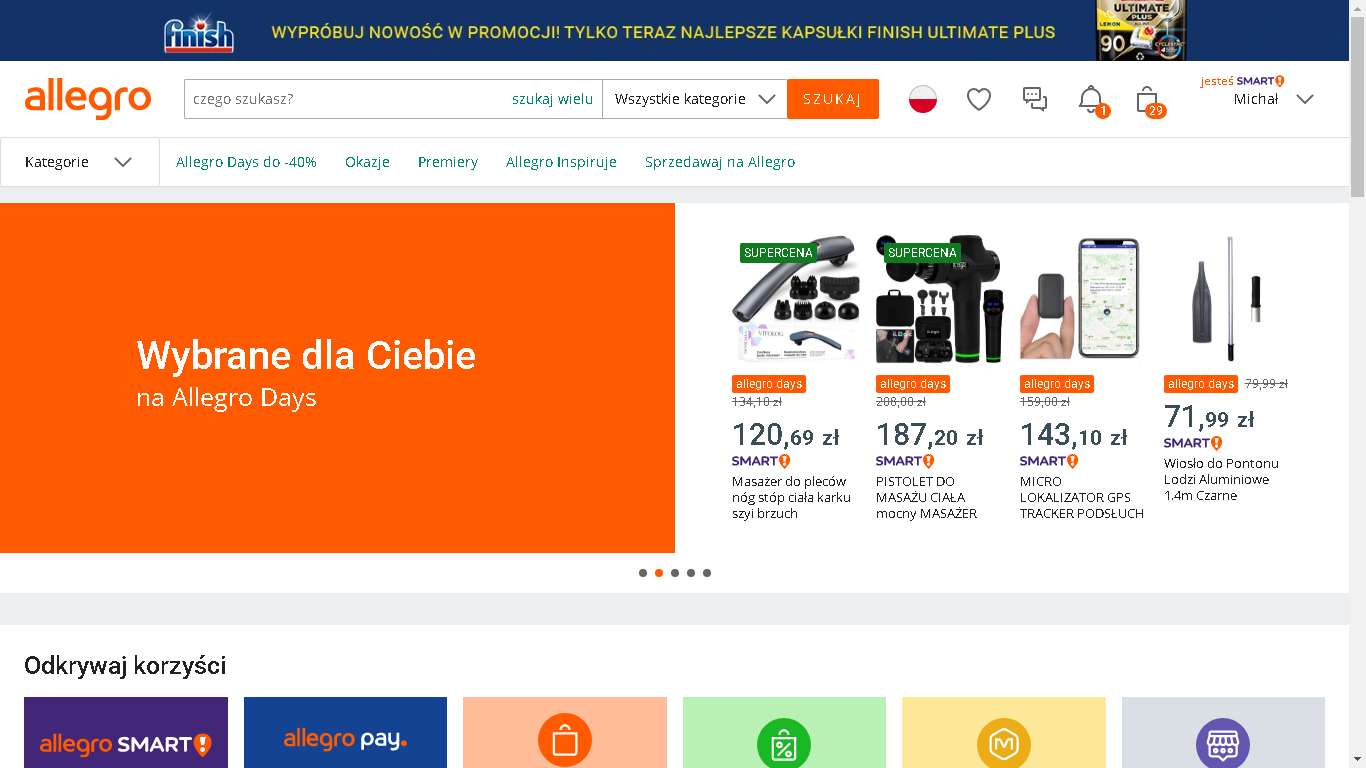 finish
WYPRÓBUJ NOWOŚĆ W PROMOCJI! TYLKO TERAZ NAJLEPSZE KAPSUŁKI FINISH ULTIMATE PLUS
ULTIMATE
PLUS
ALL IN 1
LEMON
90
CYCLESYNC
allegro
czego szukasz?
szukaj wielu
Wszystkie kategorie
SZUKAJ
1
29
jesteś SMART!
Michał
Kategorie
Allegro Days do -40%
Okazje
Premiery
Allegro Inspiruje
Sprzedawaj na Allegro
Wybrane dla Ciebie
na Allegro Days
SUPERCENA
VITOLOG
allegro days
134,10 zł
120,69 zł
SMART!
Masażer do pleców
nóg stóp ciała karku
szyi brzuch
SUPERCENA
allegro days
208,00 zł
187,20 zł
SMART!
PISTOLET DO
MASAŻU CIAŁA
mocny MASAŻER
allegro days
159,00 zł
143,10 zł
SMART!
MICRO
LOKALIZATOR GPS
TRACKER PODSŁUCH
allegro days 79,99 zł
71,99 zł
SMART!
Wiosło do Pontonu
Lodzi Aluminiowe
1.4m Czarne
Odkrywaj korzyści
allegro SMART!
allegro pay.